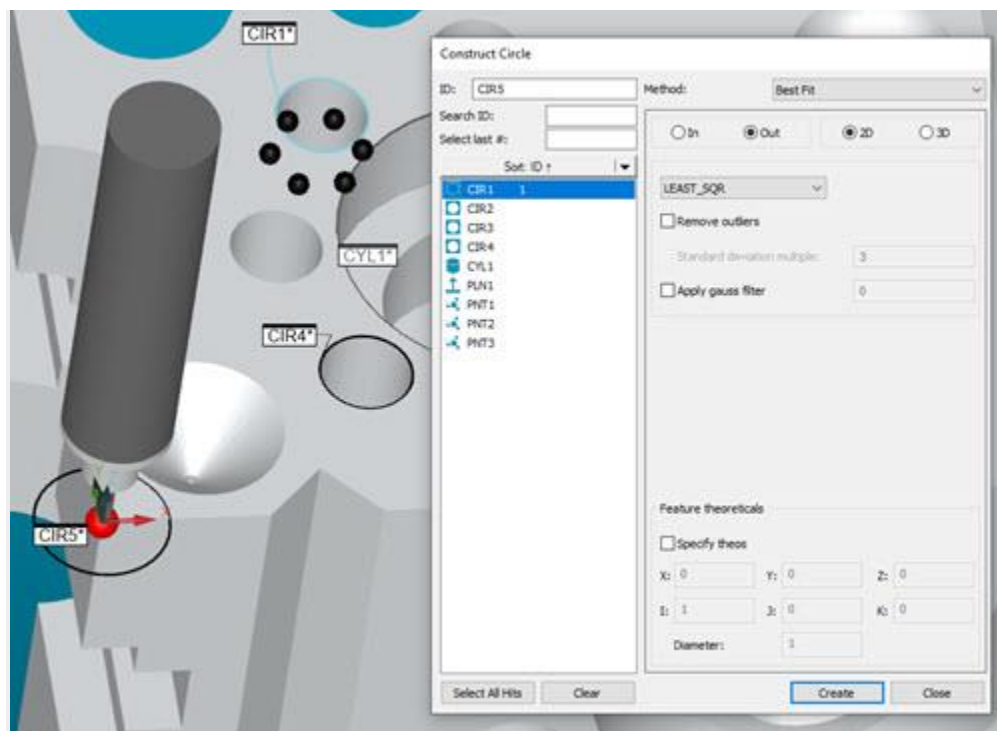 CIR1*
CYL1*
CIR4*
CIR5*
Construct Circle
ID: CIR5
Search ID:
Select last #:
Sort: ID ↑
CIR1 1
CIR2
CIR3
CIR4
CYL1
PLN1
PNT1
PNT2
PNT3
Select All Hits Clear
Method: Best Fit
In Out 2D 3D
LEAST_SQR
Remove outliers
Standard deviation multiple: 3
Apply gauss filter 0
Feature theoreticals
Specify theos
X: 0 Y: 0 Z: 0
I: 1 J: 0 K: 0
Diameter: 1
Create Close